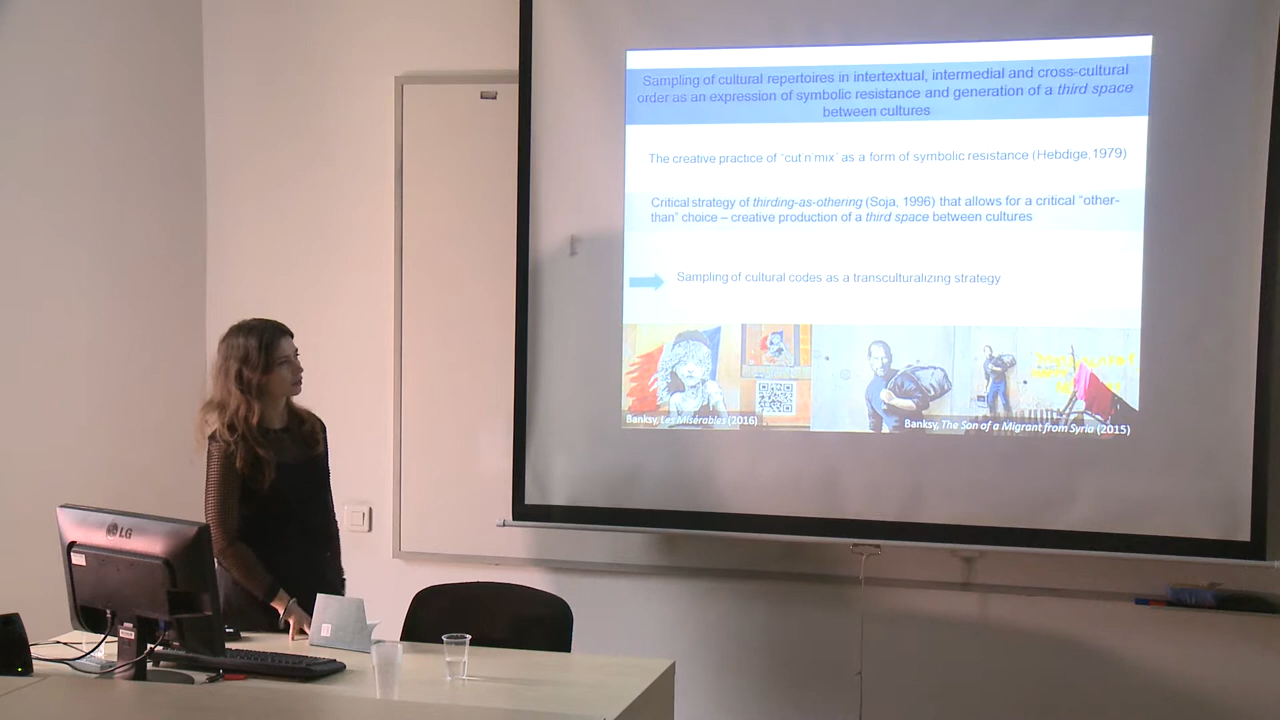 Sampling of cultural repertoires in intertextual, intermedial and cross-cultural
order as an expression of symbolic resistance and generation of a third space
between cultures
The creative practice of “cut’n mix’ as a form of symbolic resistance (Hebdige, 1979)
Critical strategy of thirding-as-othering (Soja, 1996) that allows for a critical “other-
than” choice – creative production of a third space between cultures
Sampling of cultural codes as a transculturalizing strategy
Banksy, Les Misérables (2016)
Banksy, The Son of a Migrant from Syria (2015)
LG